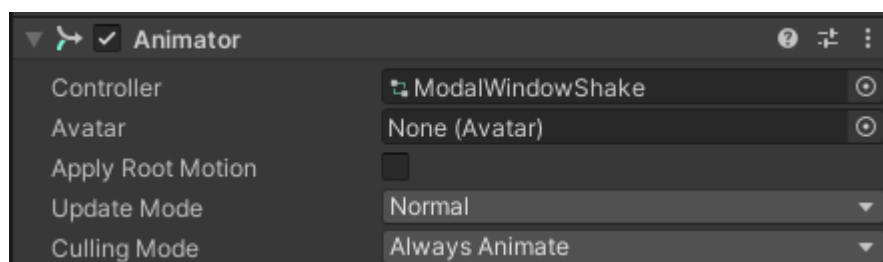 Animator
Controller ModalWindowShake
Avatar None (Avatar)
Apply Root Motion
Update Mode Normal
Culling Mode Always Animate